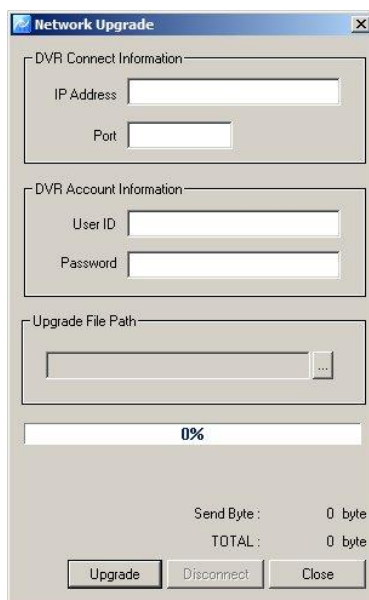 Network Upgrade
DVR Connect Information
IP Address
Port
DVR Account Information
User ID
Password
Upgrade File Path
...
0%
Send Byte : 0 byte
TOTAL : 0 byte
Upgrade Disconnect Close